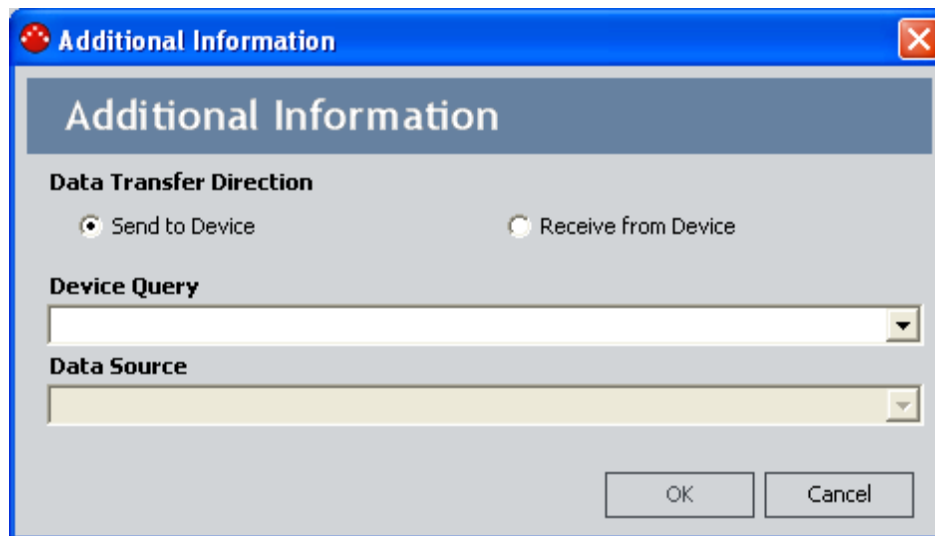 Additional Information
Additional Information
Data Transfer Direction
Send to Device Receive from Device
Device Query
Data Source
OK Cancel